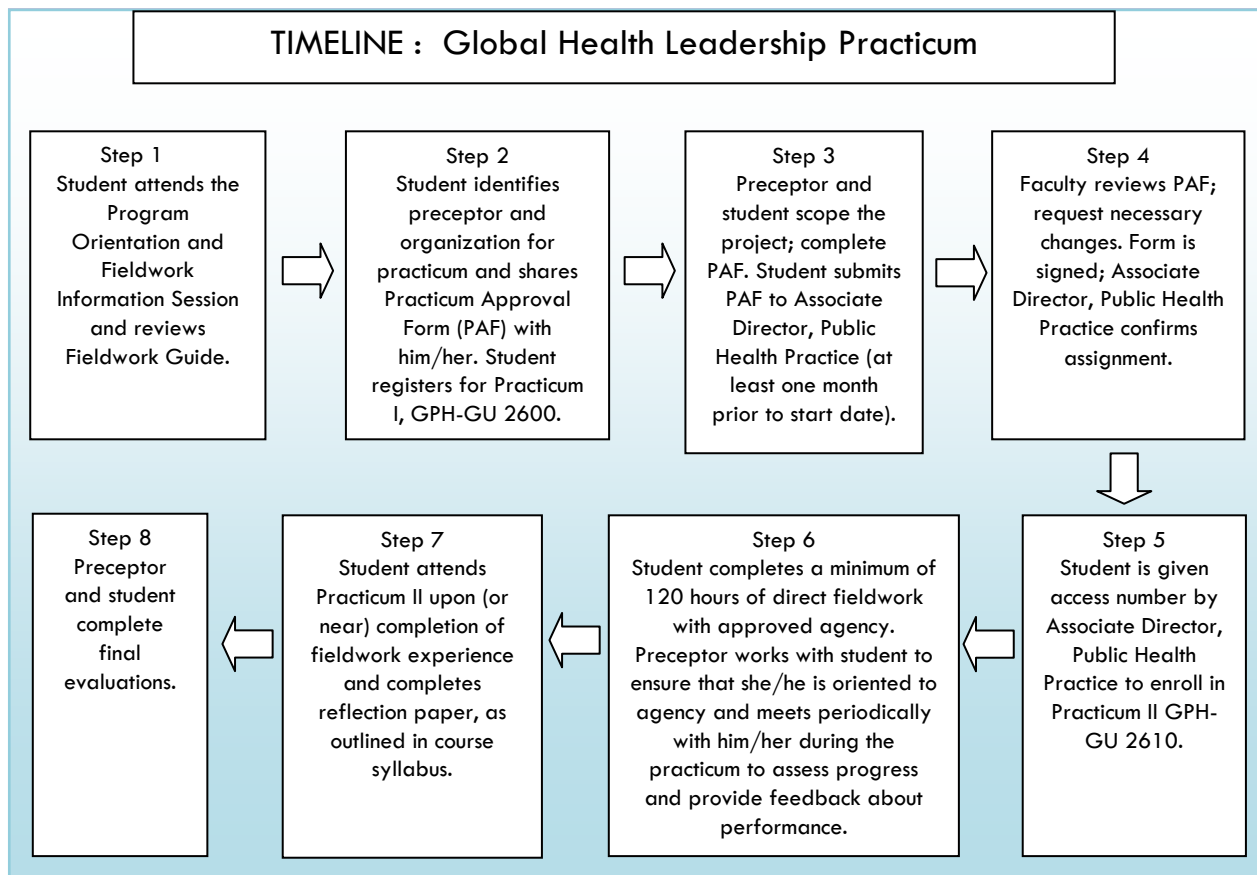 TIMELINE :  Global Health Leadership Practicum
Step 1
Student attends the
Program
Orientation and
Fieldwork
Information Session
and reviews
Fieldwork Guide.
Step 2
Student identifies
preceptor and
organization for
practicum and shares
Practicum Approval
Form (PAF) with
him/her. Student
registers for Practicum
I, GPH-GU 2600.
Step 3
Preceptor and
student scope the
project; complete
PAF. Student submits
PAF to Associate
Director, Public
Health Practice (at
least one month
prior to start date).
Step 4
Faculty reviews PAF;
request necessary
changes. Form is
signed; Associate
Director, Public Health
Practice confirms
assignment.
Step 5
Student is given
access number by
Associate Director,
Public Health
Practice to enroll in
Practicum II GPH-
GU 2610.
Step 6
Student completes a minimum of
120 hours of direct fieldwork
with approved agency.
Preceptor works with student to
ensure that she/he is oriented to
agency and meets periodically
with him/her during the
practicum to assess progress
and provide feedback about
performance.
Step 7
Student attends
Practicum II upon (or
near) completion of
fieldwork experience
and completes
reflection paper, as
outlined in course
syllabus.
Step 8
Preceptor
and student
complete
final
evaluations.